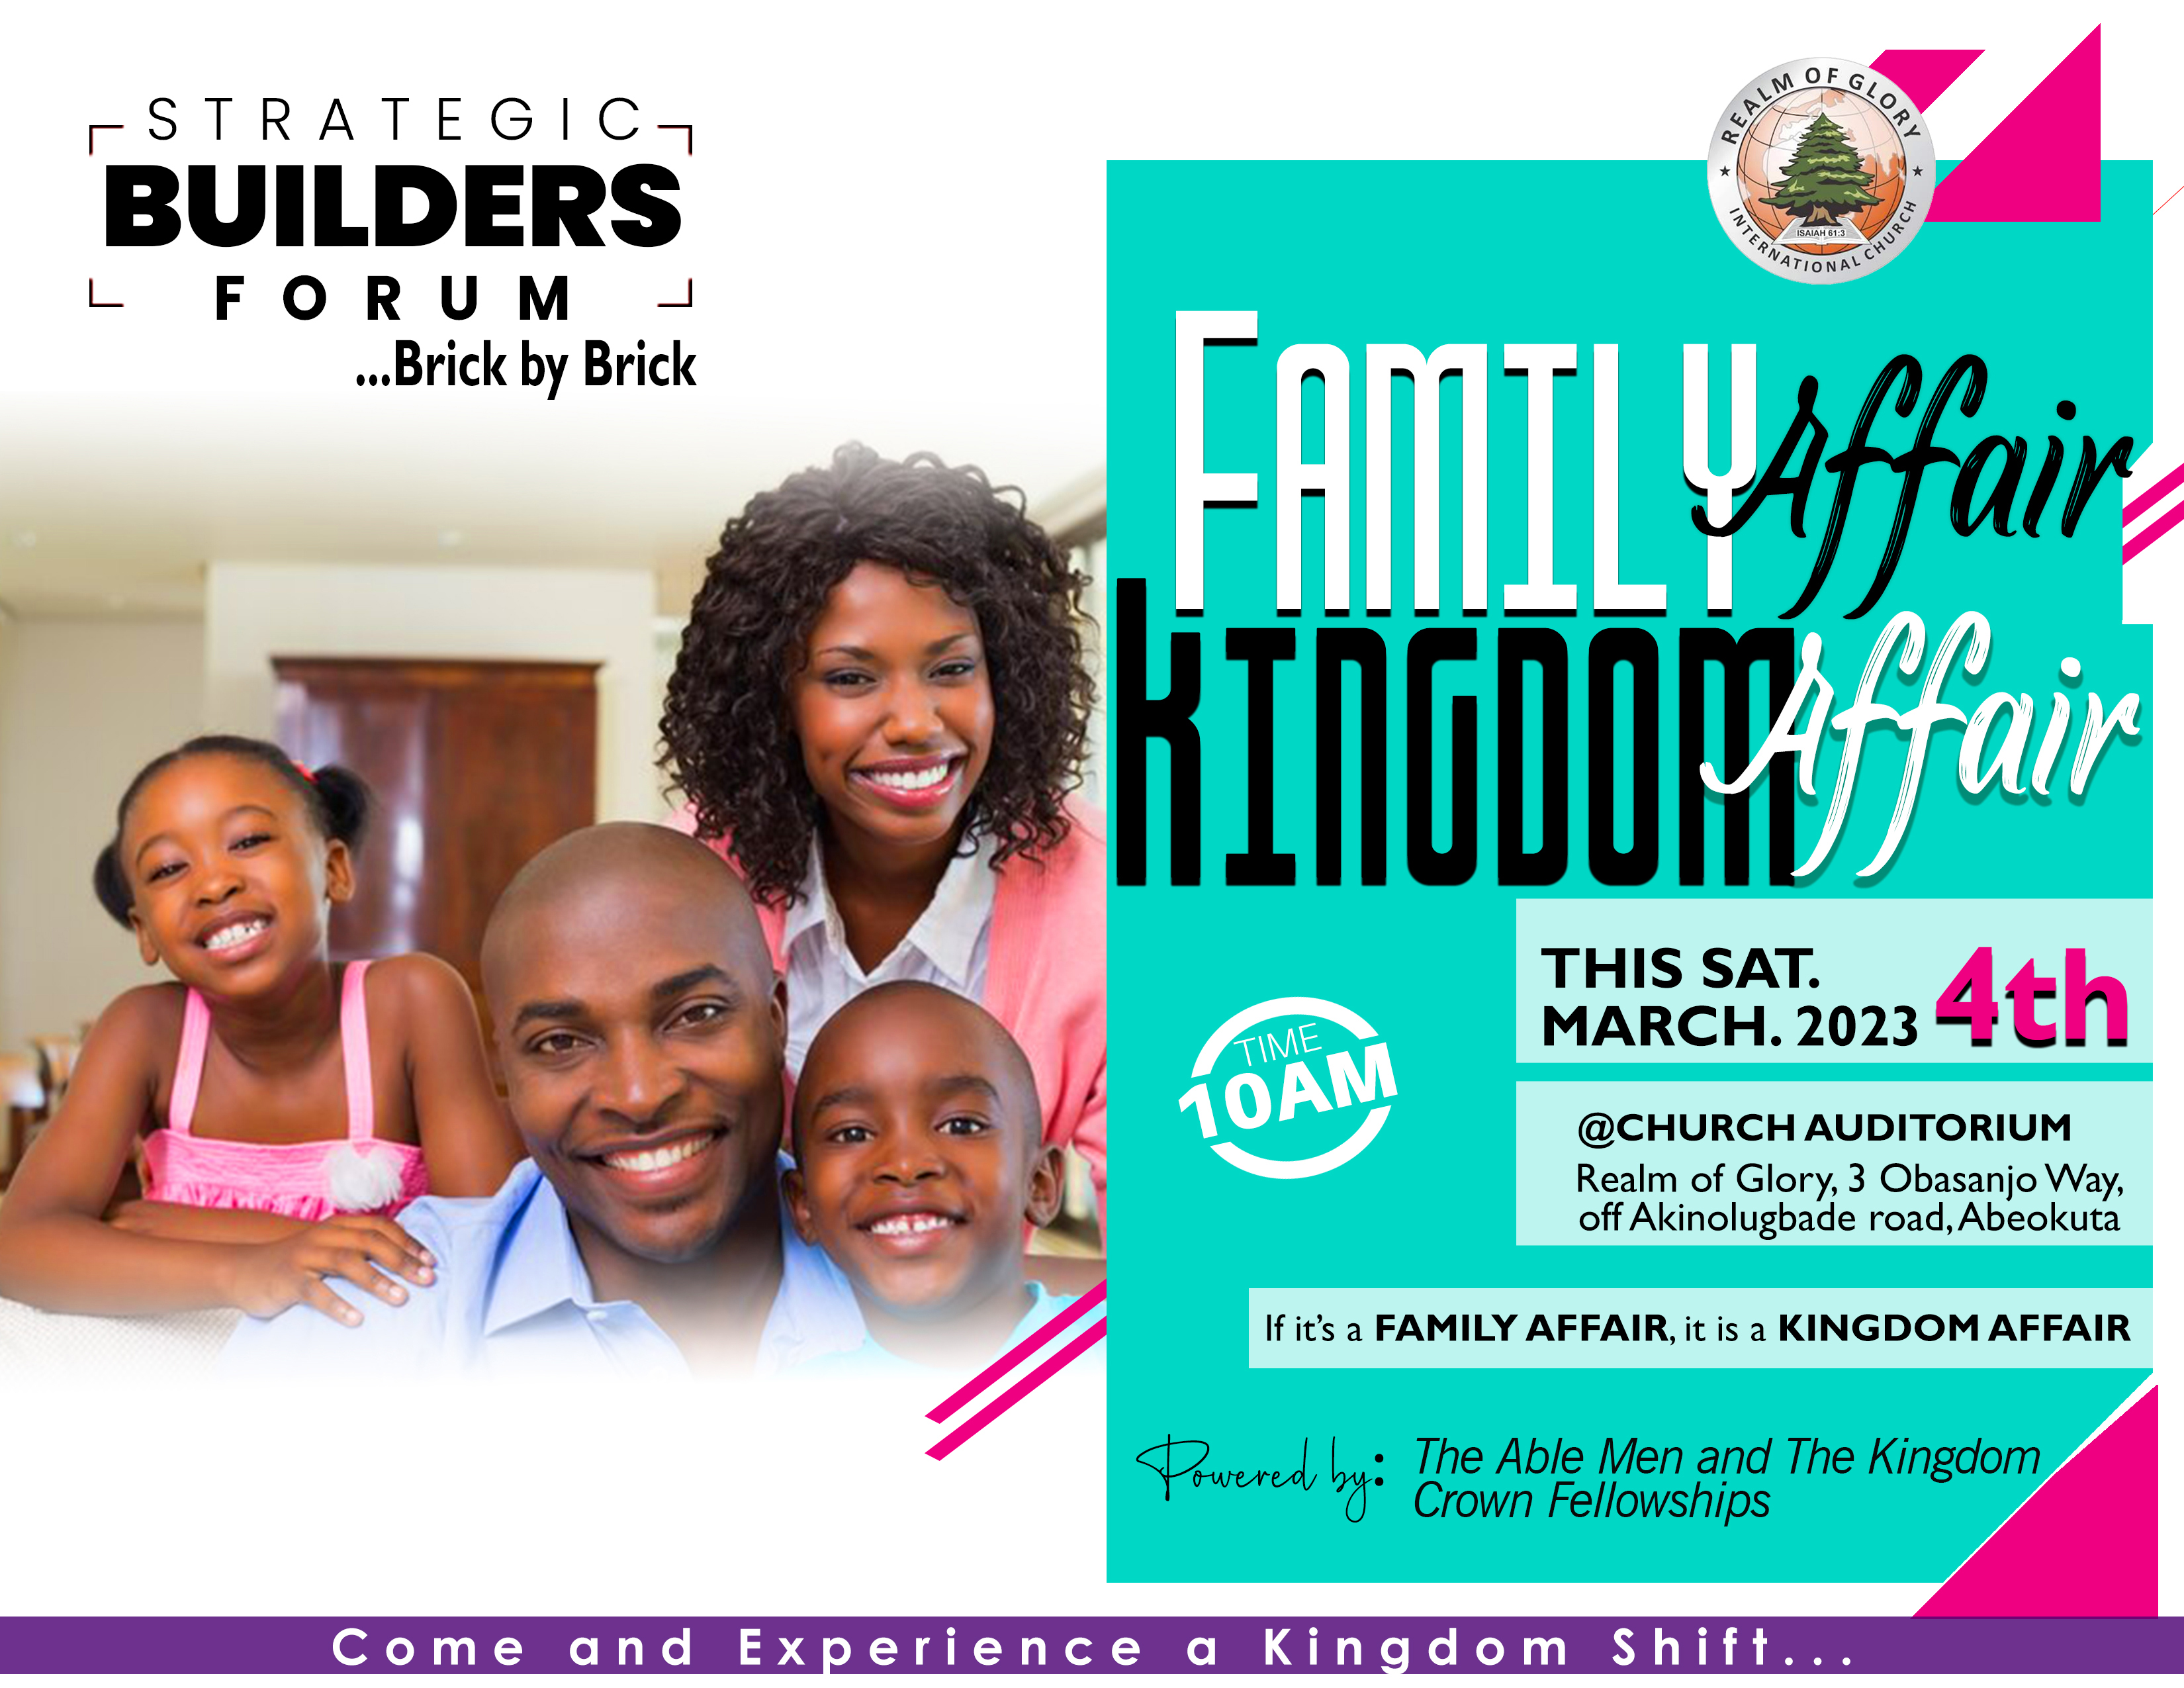 STRATEGIC
BUILDERS
FORUM
...Brick by Brick
REALM OF GLORY
INTERNATIONAL CHURCH
ISAIAH 61:3
FAMILY Affair
KINGDOM Affair
THIS SAT.
MARCH. 2023 4th
TIME
10AM
@CHURCH AUDITORIUM
Realm of Glory, 3 Obasanjo Way,
off Akinolugbade road, Abeokuta
If it's a FAMILY AFFAIR, it is a KINGDOM AFFAIR
Powered by: The Able Men and The Kingdom
Crown Fellowships
Come and Experience a Kingdom Shift...